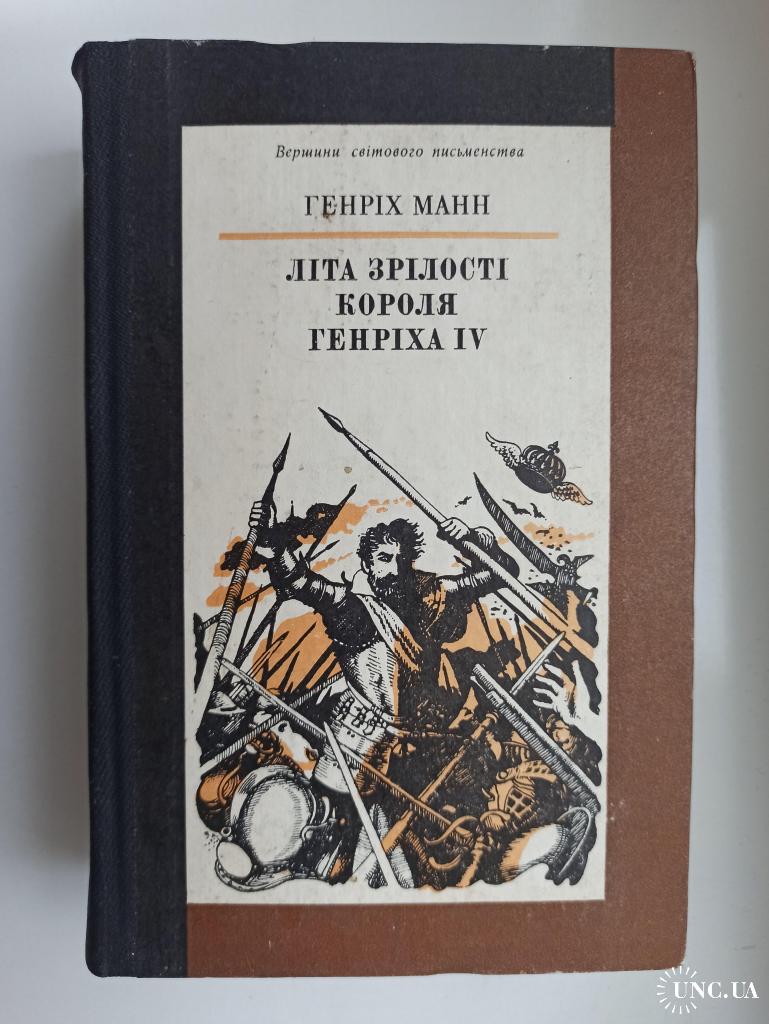 Вершини світового письменства
ГЕНРІХ МАНН
ЛІТА ЗРІЛОСТІ
КОРОЛЯ
ГЕНРІХА IV
UNC.UA